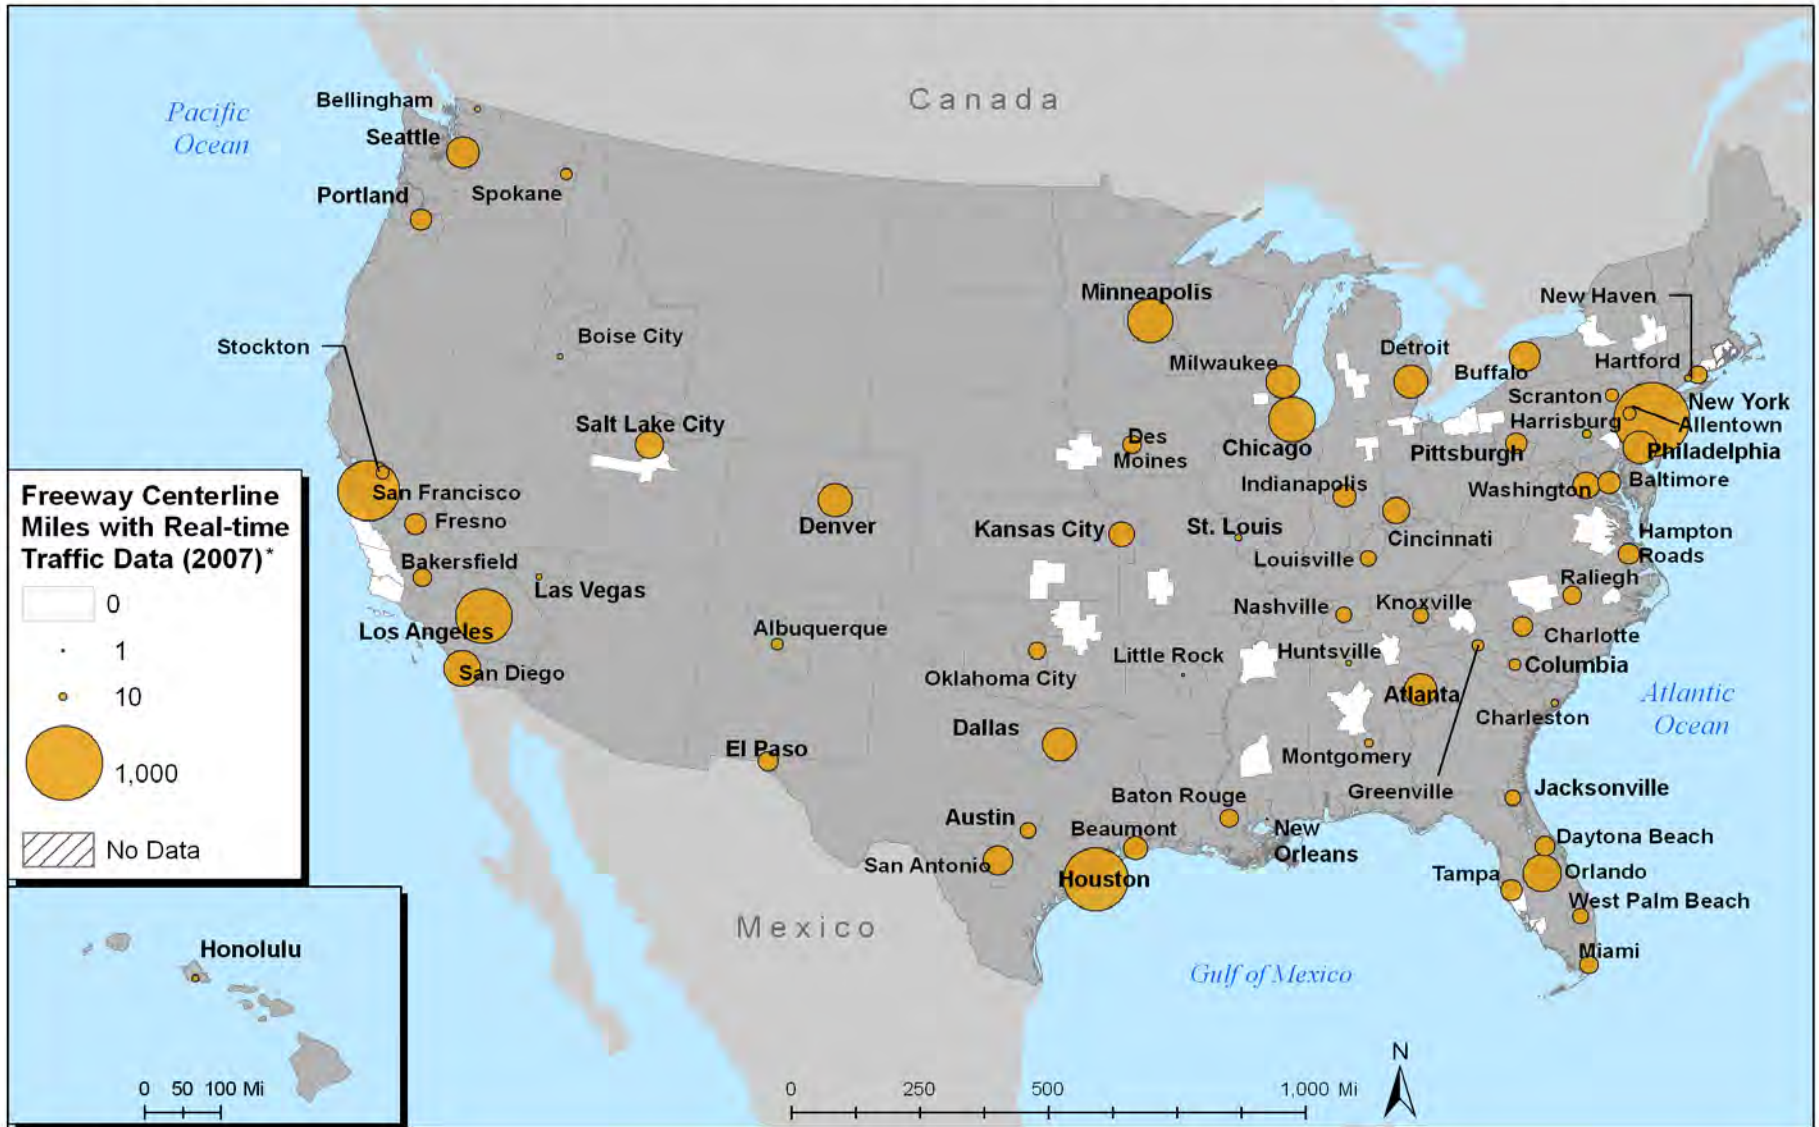 Canada
Pacific
Ocean
Bellingham
Seattle
Spokane
Portland
Minneapolis
New Haven
Stockton
Boise City
Milwaukee
Detroit
Buffalo
Hartford
Scranton
New York
Harrisburg
Allentown
Salt Lake City
Des
Moines
Chicago
Pittsburgh
Philadelphia
San Francisco
Fresno
Denver
Indianapolis
Washington
Baltimore
Kansas City
St. Louis
Cincinnati
Hampton
Roads
Bakersfield
Las Vegas
Louisville
Raliegh
Los Angeles
Albuquerque
Nashville
Knoxville
Charlotte
San Diego
Oklahoma City
Little Rock
Huntsville
Columbia
Atlanta
Atlantic
Ocean
Charleston
Dallas
El Paso
Montgomery
Greenville
Jacksonville
Austin
Baton Rouge
Beaumont
New
Orleans
Daytona Beach
San Antonio
Houston
Tampa
Orlando
West Palm Beach
Miami
Mexico
Gulf of Mexico
Freeway Centerline
Miles with Real-time
Traffic Data (2007)*
0
1
10
1,000
No Data
Honolulu
0 50 100 Mi
0 250 500 1,000 Mi
N